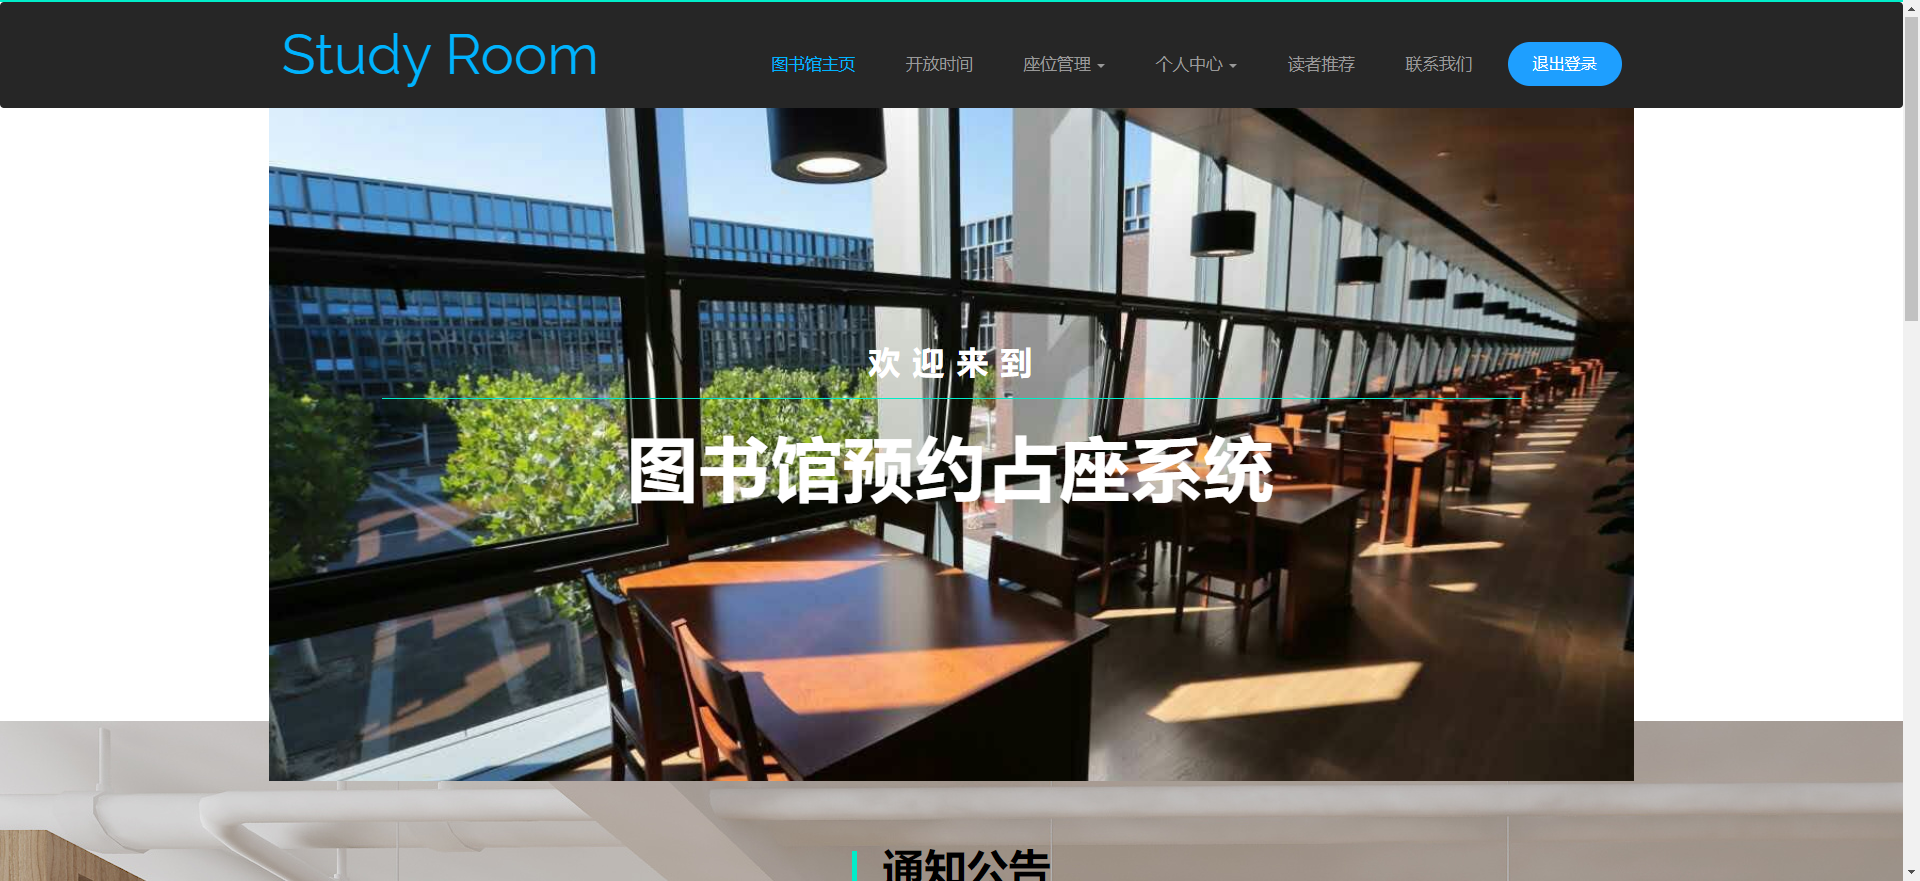 Study Room
图书馆主页
开放时间
座位管理
个人中心
读者推荐
联系我们
退出登录
欢迎来到
图书馆预约占座系统
通知公告